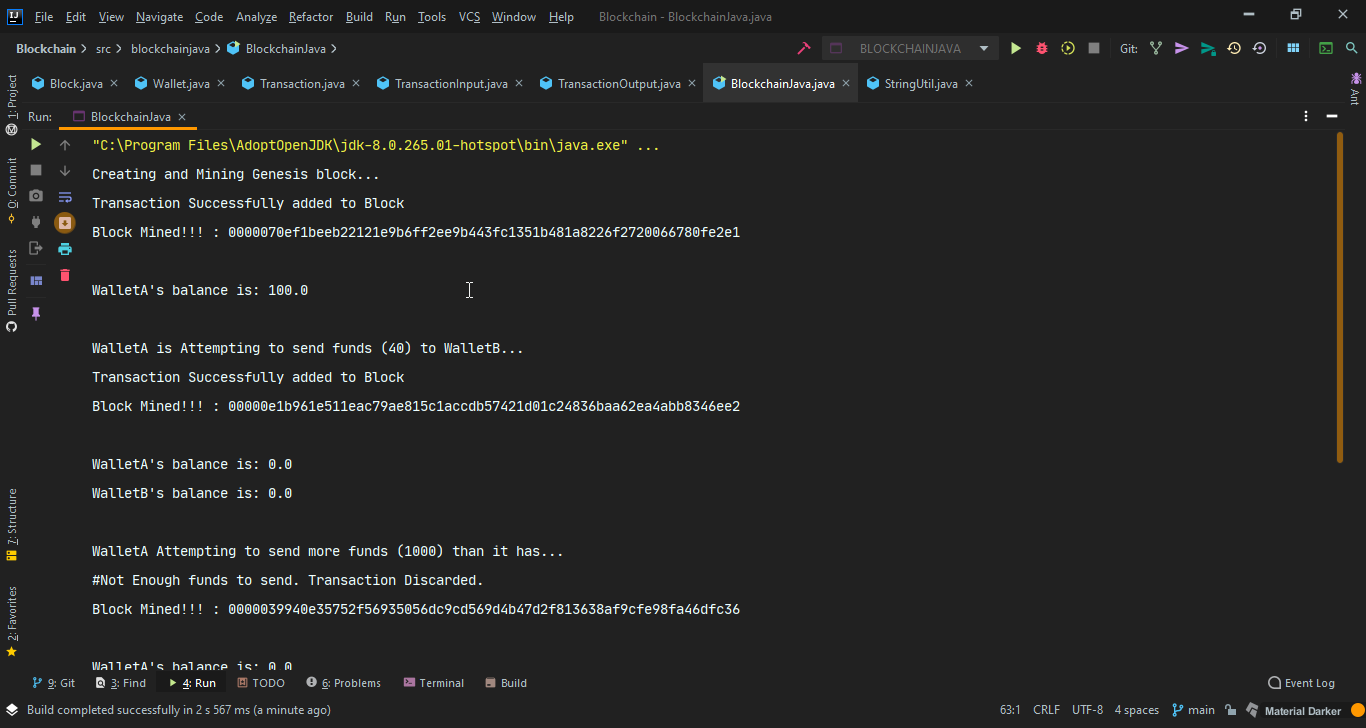 IJ File Edit View Navigate Code Analyze Refactor Build Run Tools VCS Window Help Blockchain - BlockchainJava.java
Blockchain src blockchainjava BlockchainJava BLOCKCHAINJAVA Git:
Block.java Wallet.java Transaction.java TransactionInput.java TransactionOutput.java BlockchainJava.java StringUtil.java
1: Project
0: Commit
Pull Requests
7: Structure
2: Favorites
Ant
Run: BlockchainJava
"C:\Program Files\AdoptOpenJDK\jdk-8.0.265.01-hotspot\bin\java.exe" ...
Creating and Mining Genesis block...
Transaction Successfully added to Block
Block Mined!!! : 0000070ef1beeb22121e9b6ff2ee9b443fc1351b481a8226f2720066780fe2e1
WalletA's balance is: 100.0
WalletA is Attempting to send funds (40) to WalletB...
Transaction Successfully added to Block
Block Mined!!! : 00000e1b961e511eac79ae815c1accdb57421d01c24836baa62ea4abb8346ee2
WalletA's balance is: 0.0
WalletB's balance is: 0.0
WalletA Attempting to send more funds (1000) than it has...
#Not Enough funds to send. Transaction Discarded.
Block Mined!!! : 0000039940e35752f56935056dc9cd569d4b47d2f813638af9cfe98fa46dfc36
WalletA's balance is: 0.0
9: Git 3: Find 4: Run TODO 6: Problems Terminal Build Event Log
Build completed successfully in 2 s 567 ms (a minute ago) 63:1 CRLF UTF-8 4 spaces main Material Darker